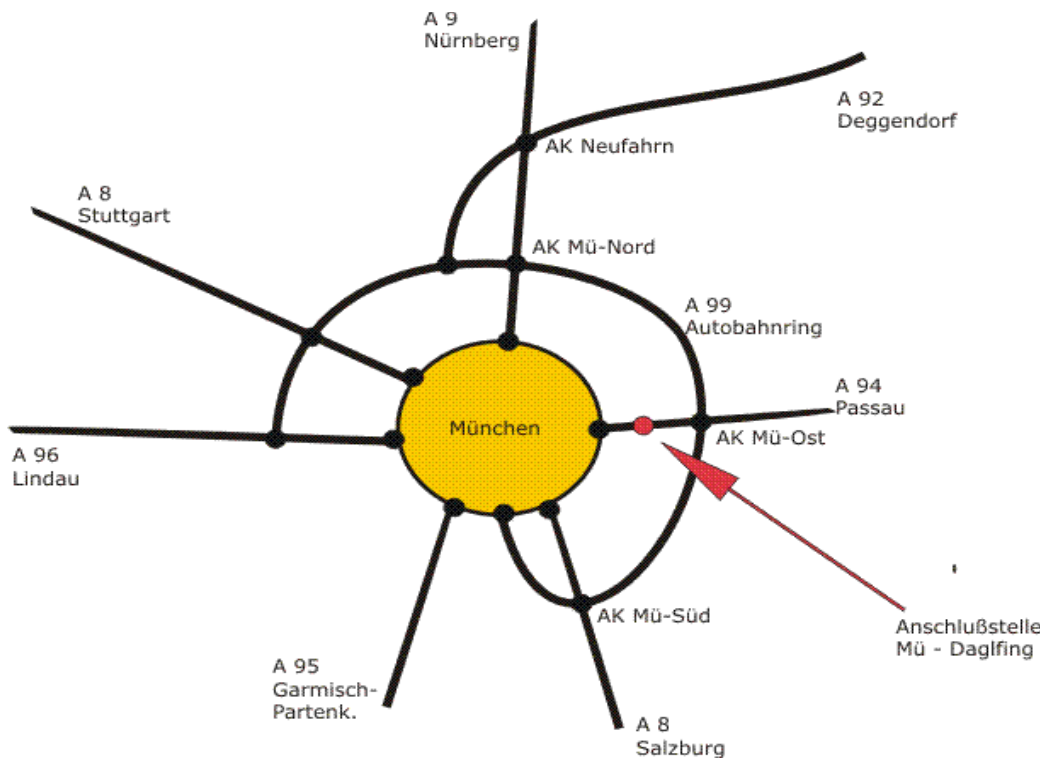 A 9
Nürnberg
A 92
Deggendorf
AK Neufahrn
A 8
Stuttgart
AK Mü-Nord
A 99
Autobahnring
A 94
Passau
München
AK Mü-Ost
A 96
Lindau
AK Mü-Süd
Anschlußstelle
Mü - Daglfing
A 95
Garmisch-
Partenk.
A 8
Salzburg